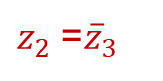 z₂ = z̄₃